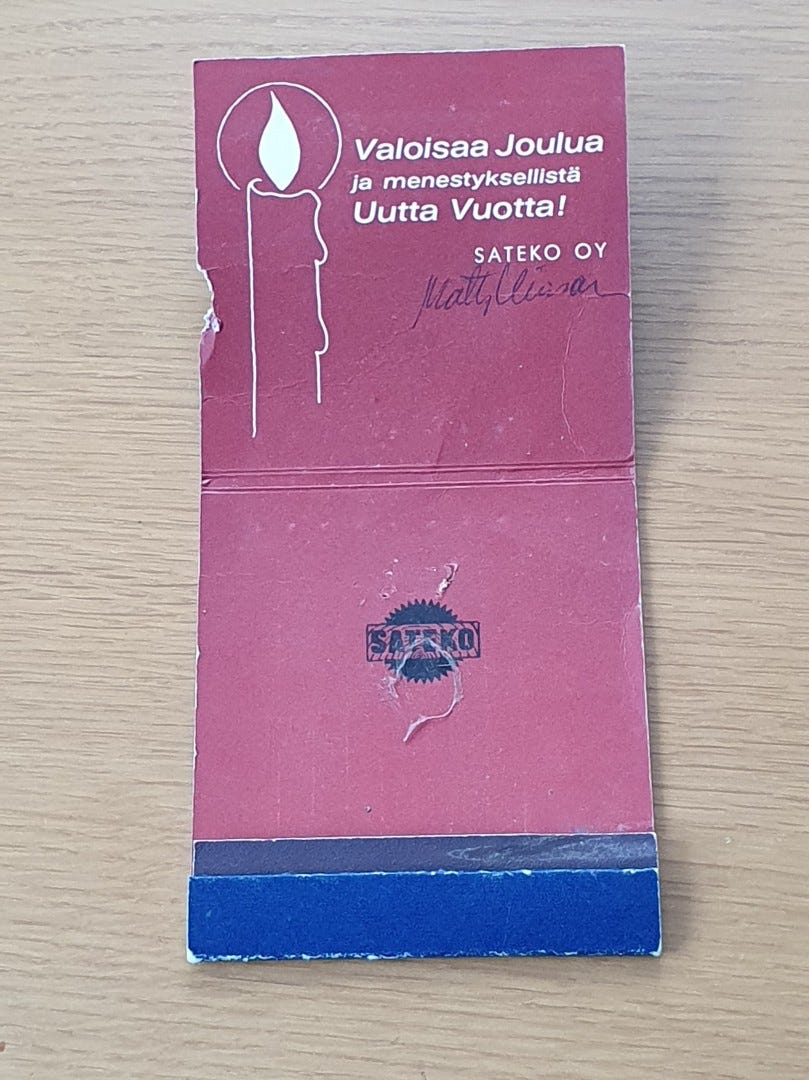 Valoisaa Joulua
ja menestyksellistä
Uutta Vuotta!
SATEKO OY
SATEKO